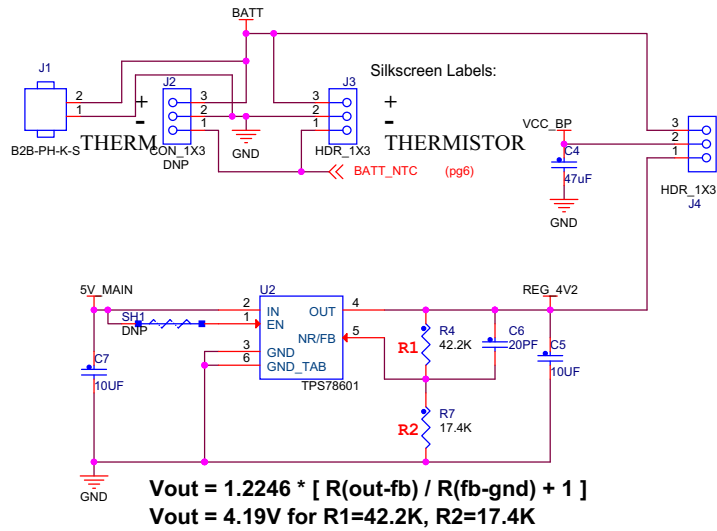 BATT
J1
2
1
B2B-PH-K-S
+
-
THERM
J2
3
2
1
CON_1X3
DNP
GND
J3
3
2
1
HDR_1X3
Silkscreen Labels:
+
-
THERMISTOR
BATT_NTC (pg6)
VCC_BP
C4
47uF
GND
3
2
1
HDR_1X3
J4
5V_MAIN
SH1
DNP
C7
10UF
GND
U2
2 IN
1 EN
3 GND
6 GND_TAB
OUT 4
NR/FB 5
TPS78601
R1
R4
42.2K
C6
20PF
REG_4V2
C5
10UF
R2
R7
17.4K
Vout = 1.2246 * [ R(out-fb) / R(fb-gnd) + 1 ]
Vout = 4.19V for R1=42.2K, R2=17.4K